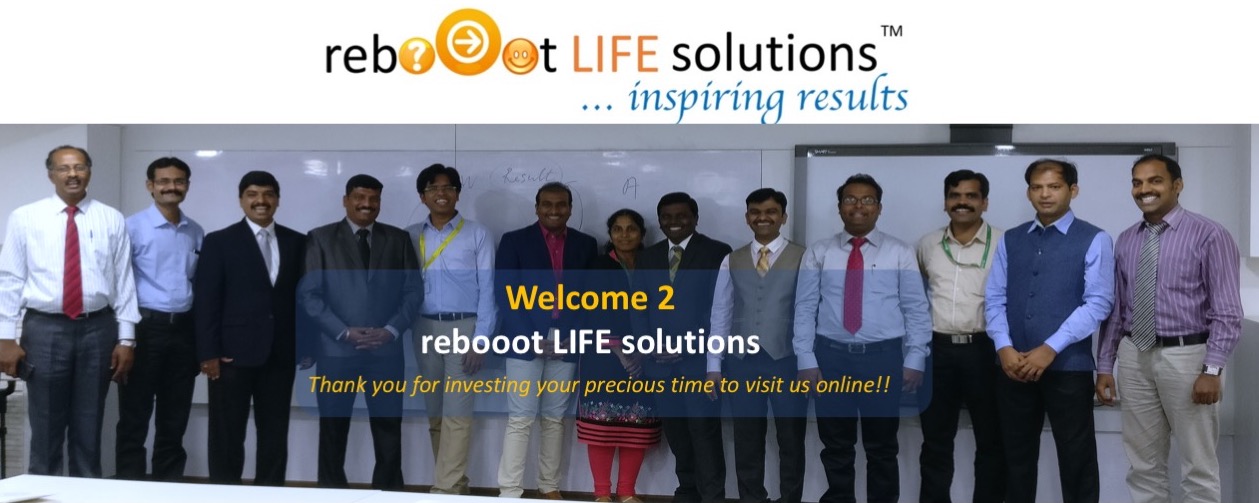 rebooot LIFE solutions™
... inspiring results
(Result)
A
Welcome 2
rebooot LIFE solutions
Thank you for investing your precious time to visit us online!!